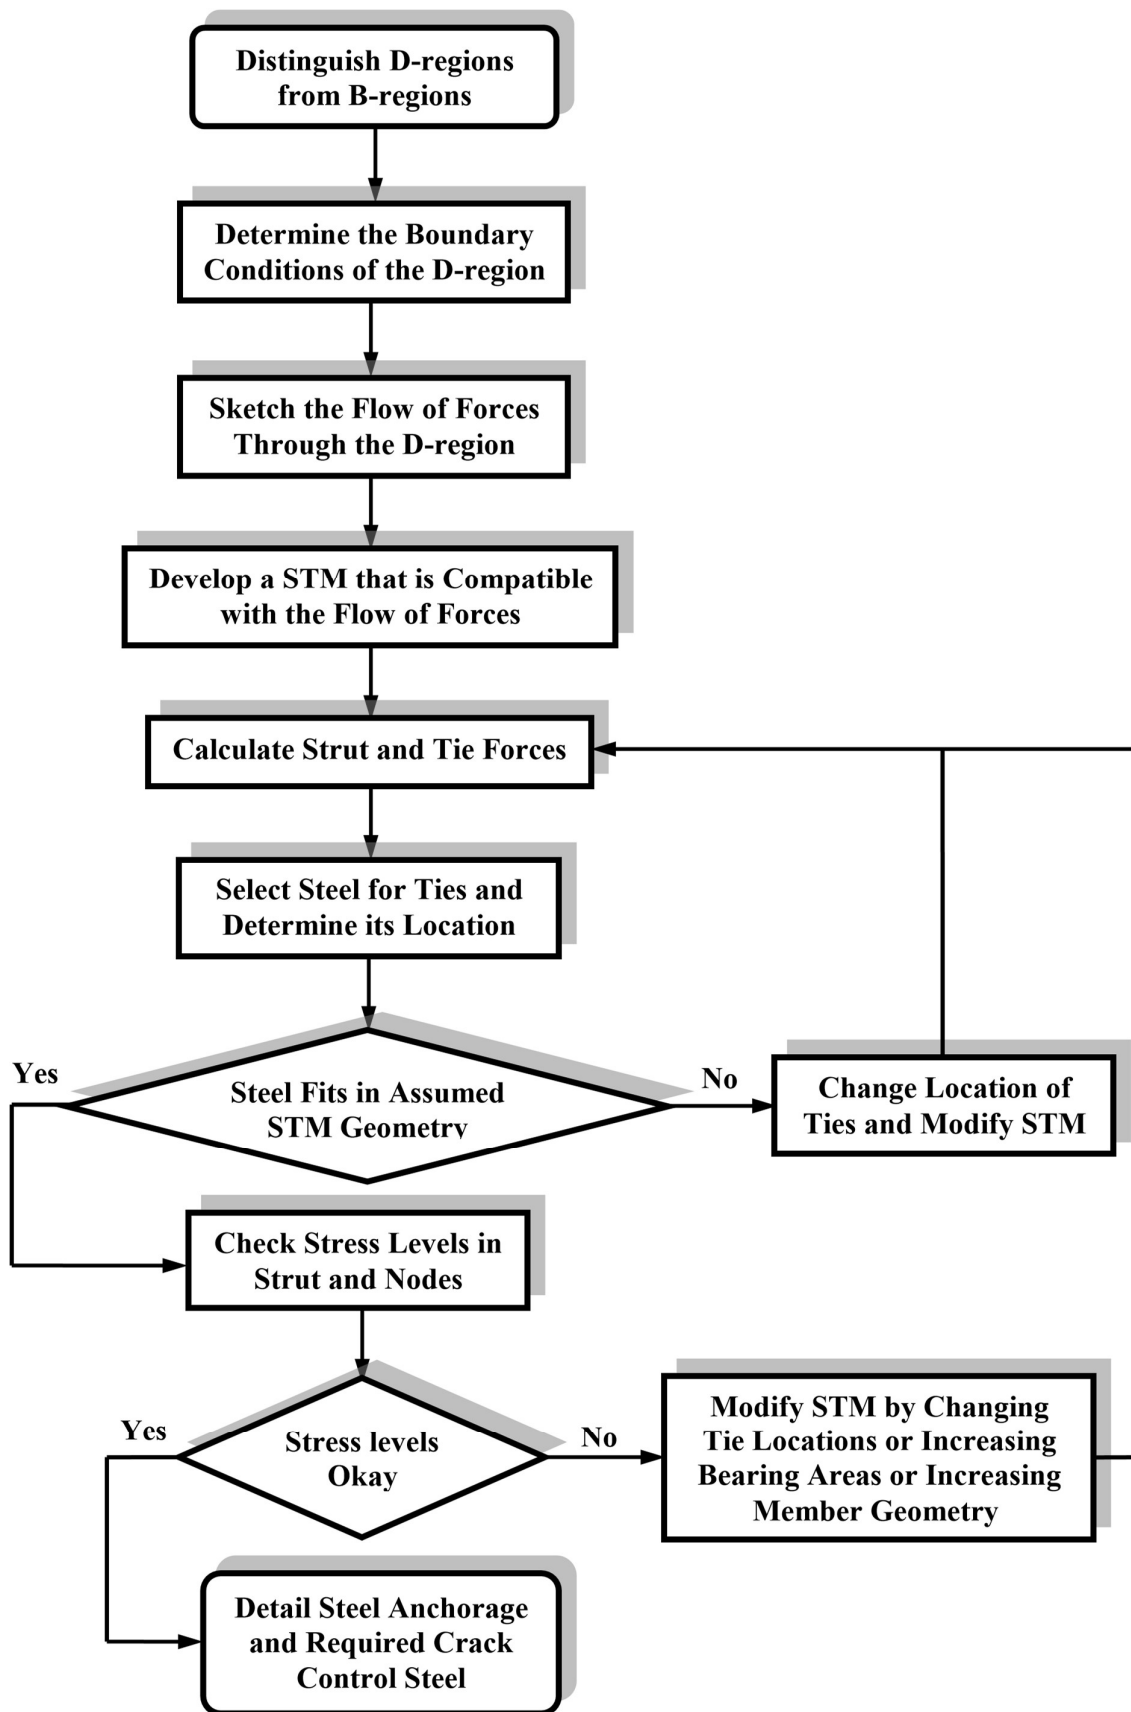 Distinguish D-regions
from B-regions
Determine the Boundary
Conditions of the D-region
Sketch the Flow of Forces
Through the D-region
Develop a STM that is Compatible
with the Flow of Forces
Calculate Strut and Tie Forces
Select Steel for Ties and
Determine its Location
Yes
Steel Fits in Assumed
STM Geometry
No
Change Location of
Ties and Modify STM
Check Stress Levels in
Strut and Nodes
Yes
Stress levels
Okay
No
Modify STM by Changing
Tie Locations or Increasing
Bearing Areas or Increasing
Member Geometry
Detail Steel Anchorage
and Required Crack
Control Steel